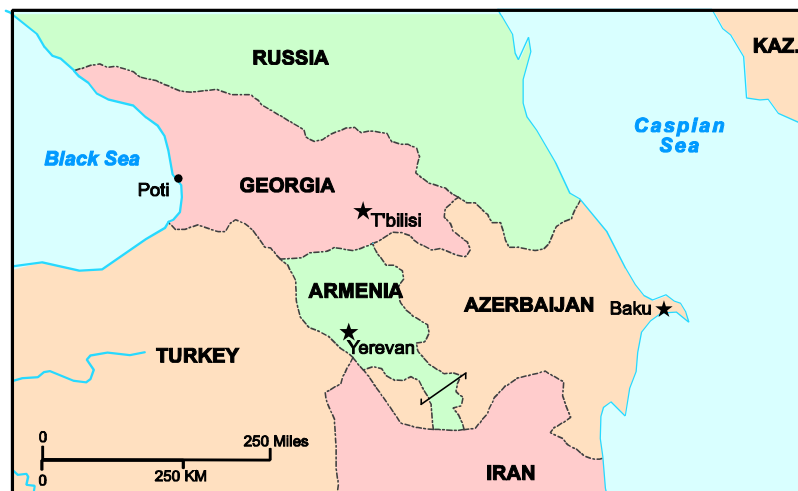 RUSSIA
KAZ.
Casplan
Sea
Black Sea
Poti
GEORGIA
T'bilisi
ARMENIA
AZERBAIJAN
Baku
Yerevan
TURKEY
0
250 Miles
0
250 KM
IRAN